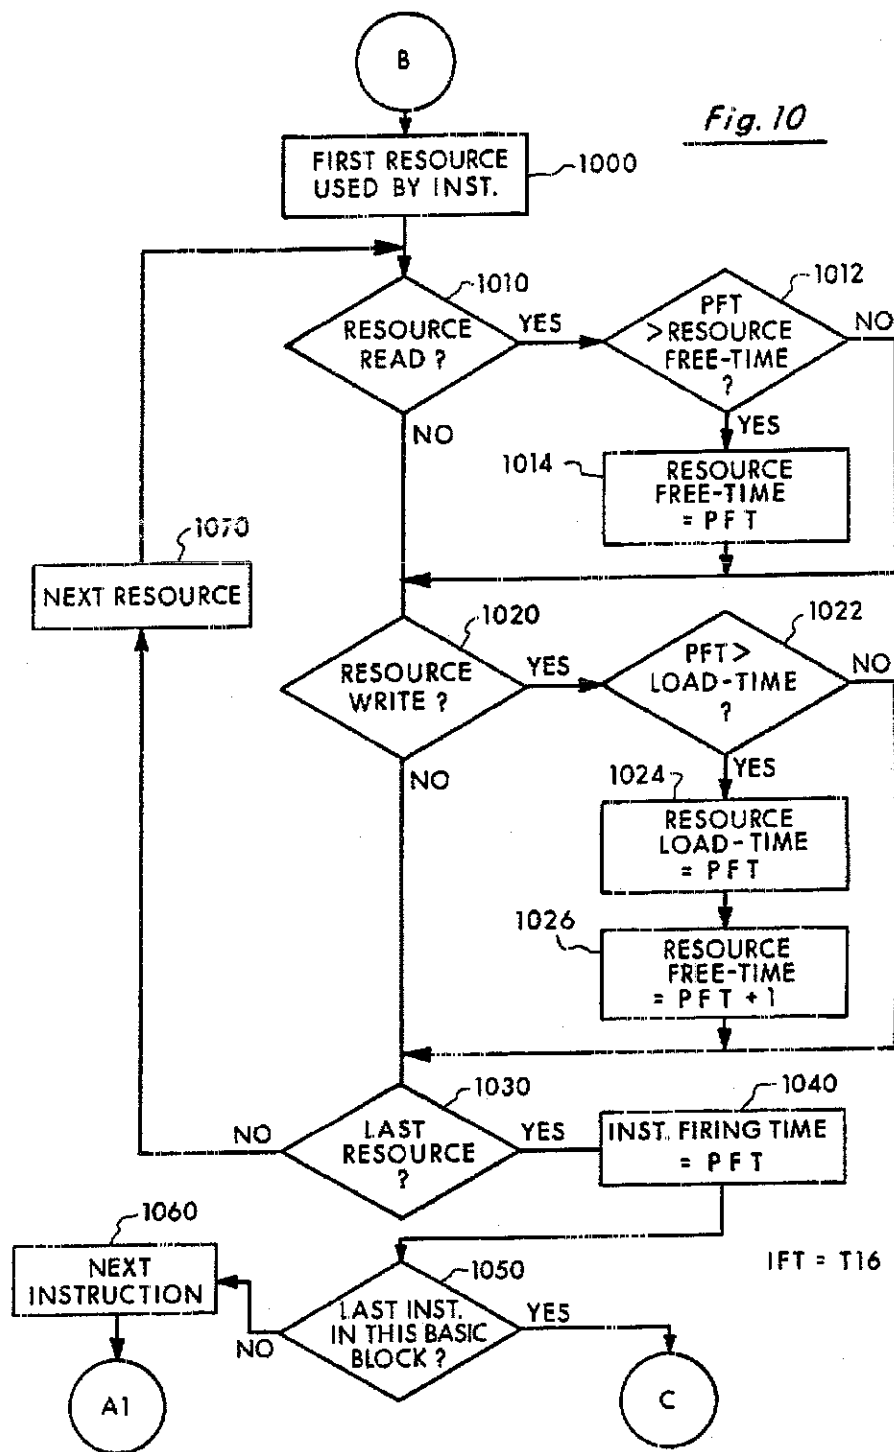 B
Fig. 10
FIRST RESOURCE
USED BY INST.
1000
1010
RESOURCE
READ ?
YES
NO
1012
PFT
>RESOURCE
FREE-TIME
?
NO
YES
1014
RESOURCE
FREE-TIME
= PFT
1070
NEXT RESOURCE
1020
RESOURCE
WRITE ?
YES
NO
1022
PFT >
LOAD-TIME
?
NO
YES
1024
RESOURCE
LOAD-TIME
= PFT
1026
RESOURCE
FREE-TIME
= PFT + 1
1030
LAST
RESOURCE
?
NO
YES
1040
INST. FIRING TIME
= PFT
1060
NEXT
INSTRUCTION
1050
LAST INST.
IN THIS BASIC
BLOCK ?
NO
YES
IFT = T16
A1
C